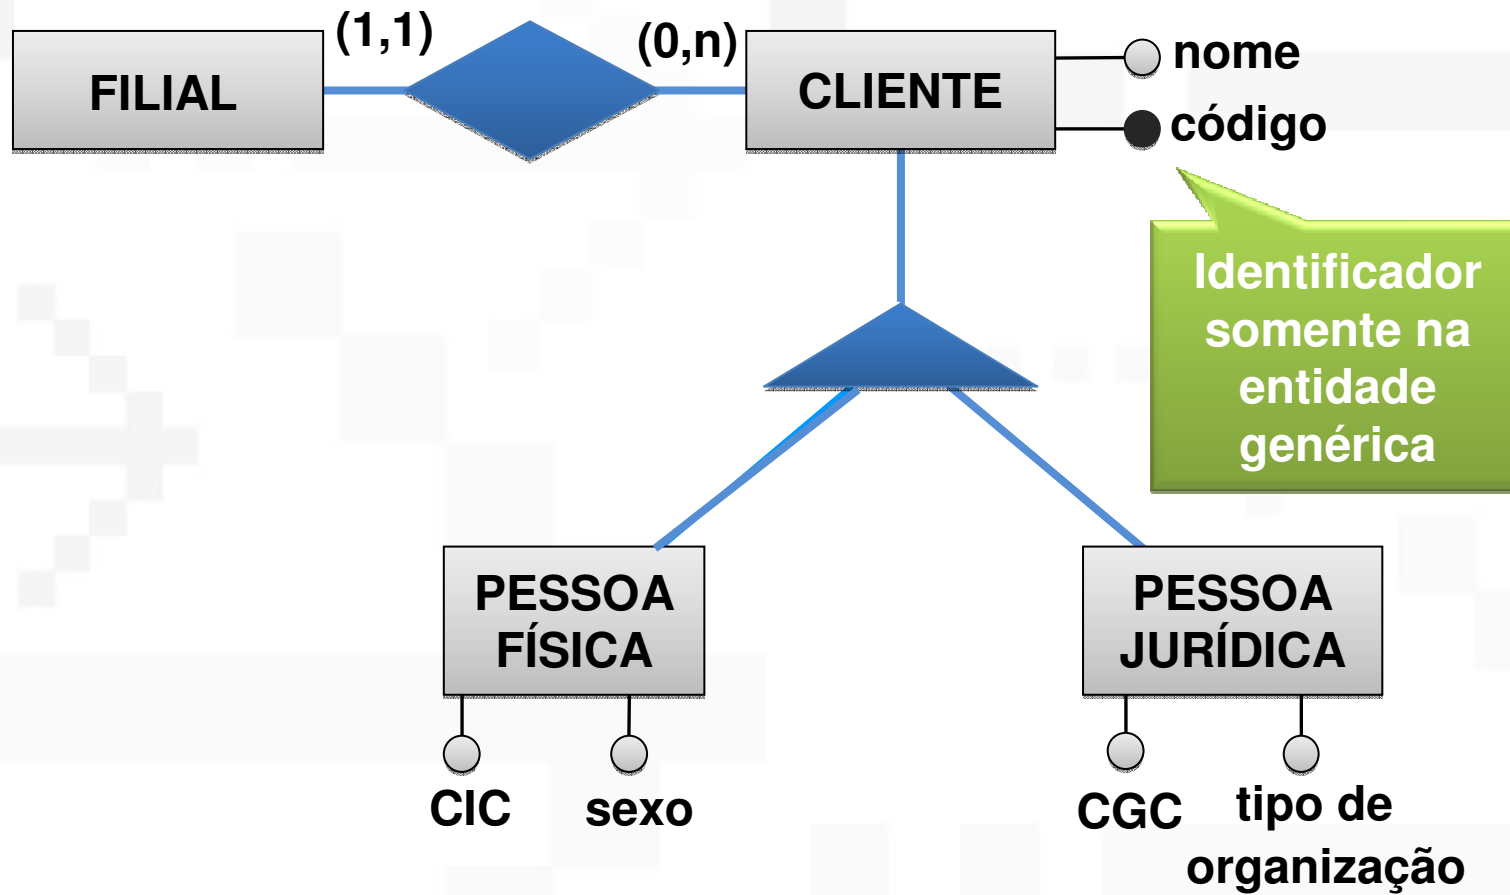 FILIAL
(1,1)
(0,n)
CLIENTE
nome
código
Identificador
somente na
entidade
genérica
PESSOA
FÍSICA
PESSOA
JURÍDICA
CIC
sexo
CGC
tipo de
organização